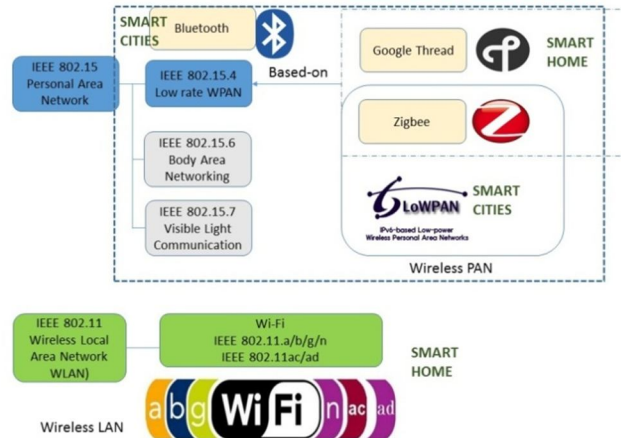 SMART
CITIES
Bluetooth
IEEE 802.15
Personal Area
Network
IEEE 802.15.4
Low rate WPAN
Based-on
Google Thread
SMART
HOME
Zigbee
IEEE 802.15.6
Body Area
Networking
IEEE 802.15.7
Visible Light
Communication
6LoWPAN
IPv6-based Low-power
Wireless Personal Area Networks
SMART
CITIES
Wireless PAN
IEEE 802.11
Wireless Local
Area Network
WLAN)
Wi-Fi
IEEE 802.11.a/b/g/n
IEEE 802.11ac/ad
SMART
HOME
a b g Wi Fi n ac ad
Wireless LAN